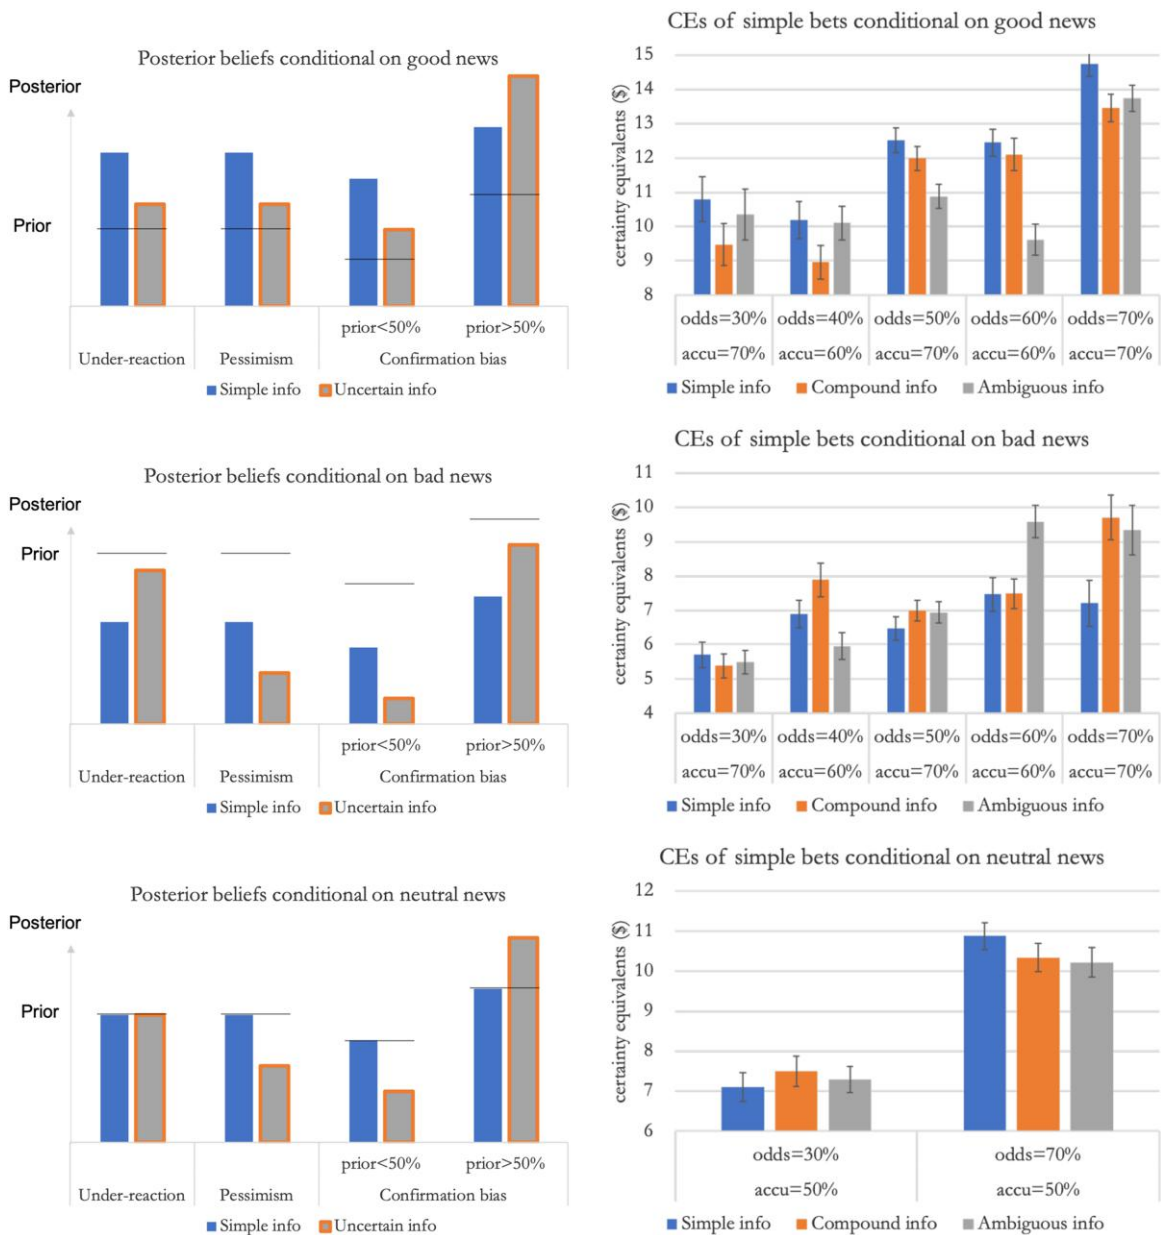 Posterior beliefs conditional on good news
Posterior
Prior
prior<50% prior>50%
Under-reaction Pessimism Confirmation bias
Simple info Uncertain info
CEs of simple bets conditional on good news
certainty equivalents ($)
15
14
13
12
11
10
9
8
odds=30% odds=40% odds=50% odds=60% odds=70%
accu=70% accu=60% accu=70% accu=60% accu=70%
Simple info Compound info Ambiguous info
Posterior beliefs conditional on bad news
Posterior
Prior
prior<50% prior>50%
Under-reaction Pessimism Confirmation bias
Simple info Uncertain info
CEs of simple bets conditional on bad news
certainty equivalents ($)
11
10
9
8
7
6
5
4
odds=30% odds=40% odds=50% odds=60% odds=70%
accu=70% accu=60% accu=70% accu=60% accu=70%
Simple info Compound info Ambiguous info
Posterior beliefs conditional on neutral news
Posterior
Prior
prior<50% prior>50%
Under-reaction Pessimism Confirmation bias
Simple info Uncertain info
CEs of simple bets conditional on neutral news
certainty equivalents ($)
12
11
10
9
8
7
6
odds=30% odds=70%
accu=50% accu=50%
Simple info Compound info Ambiguous info